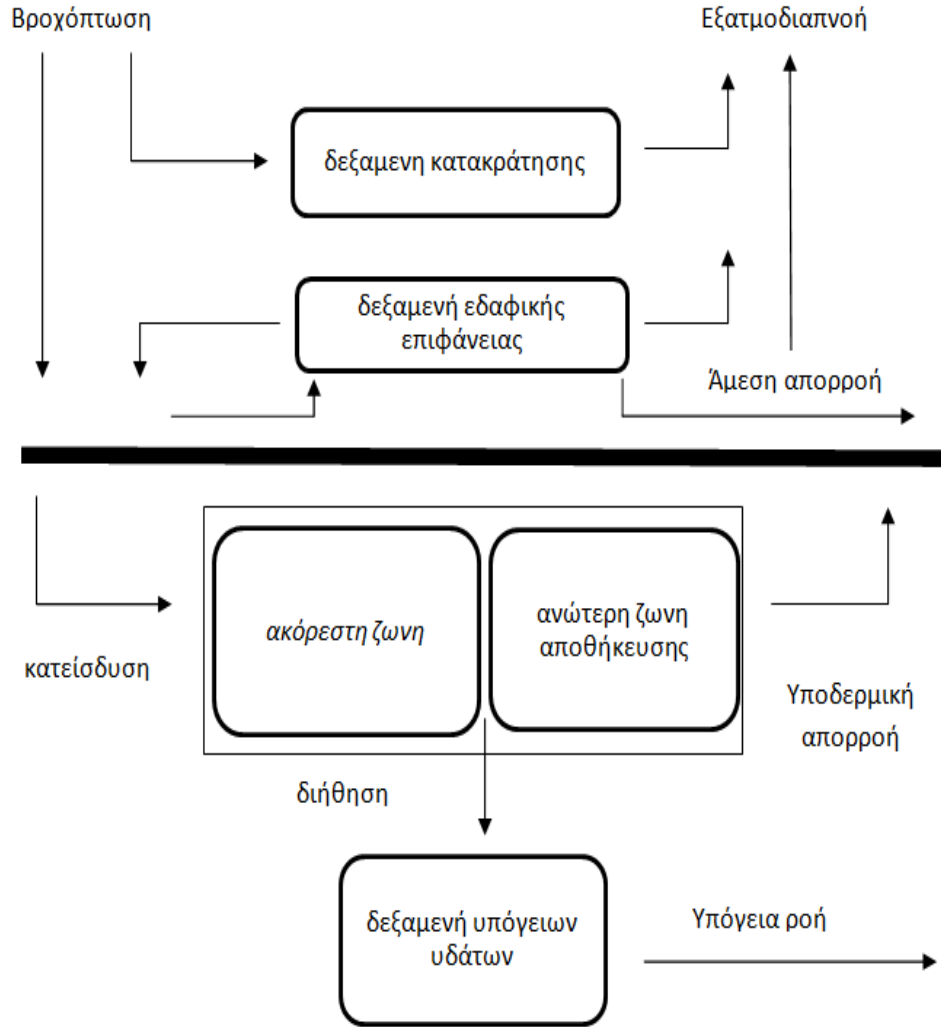 Βροχόπτωση
Εξατμοδιαπνοή
δεξαμενη κατακράτησης
δεξαμενή εδαφικής
επιφάνειας
Άμεση απορροή
ακόρεστη ζωνη
ανώτερη ζωνη
αποθήκευσης
κατείσδυση
Υποδερμική
απορροή
διήθηση
δεξαμενή υπόγειων
υδάτων
Υπόγεια ροή